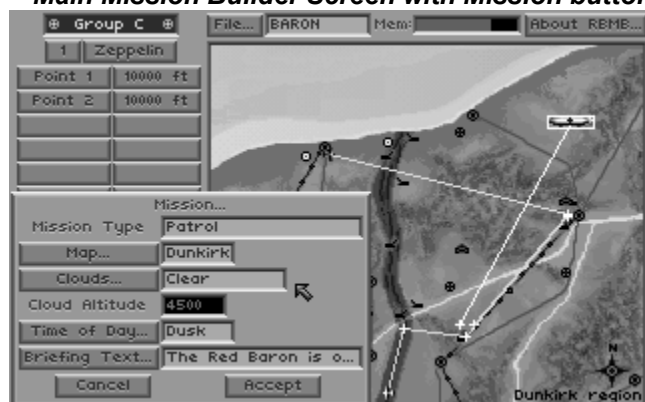 Main Mission Builder Screen with Mission button
Group C
File... BARON Mem: About RBMB...
1 Zeppelin
Point 1 10000 ft
Point 2 10000 ft
Mission...
Mission Type Patrol
Map... Dunkirk
Clouds... Clear
Cloud Altitude 4500
Time of Day... Dusk
Briefing Text... The Red Baron is o...
Cancel Accept
N
Dunkirk region